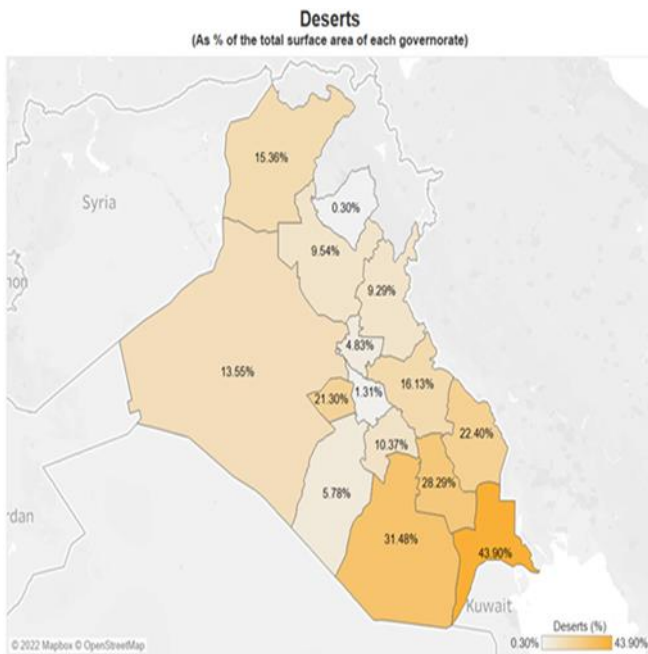 Deserts
(As % of the total surface area of each governorate)
15.36%
Syria
0.30%
9.54%
non
9.29%
4.83%
13.55%
16.13%
1.31%
21.30%
22.40%
10.37%
28.29%
5.78%
rdan
31.48%
43.90%
Kuwait
Deserts (%)
0.30% 43.90%
© 2022 Mapbox © OpenStreetMap